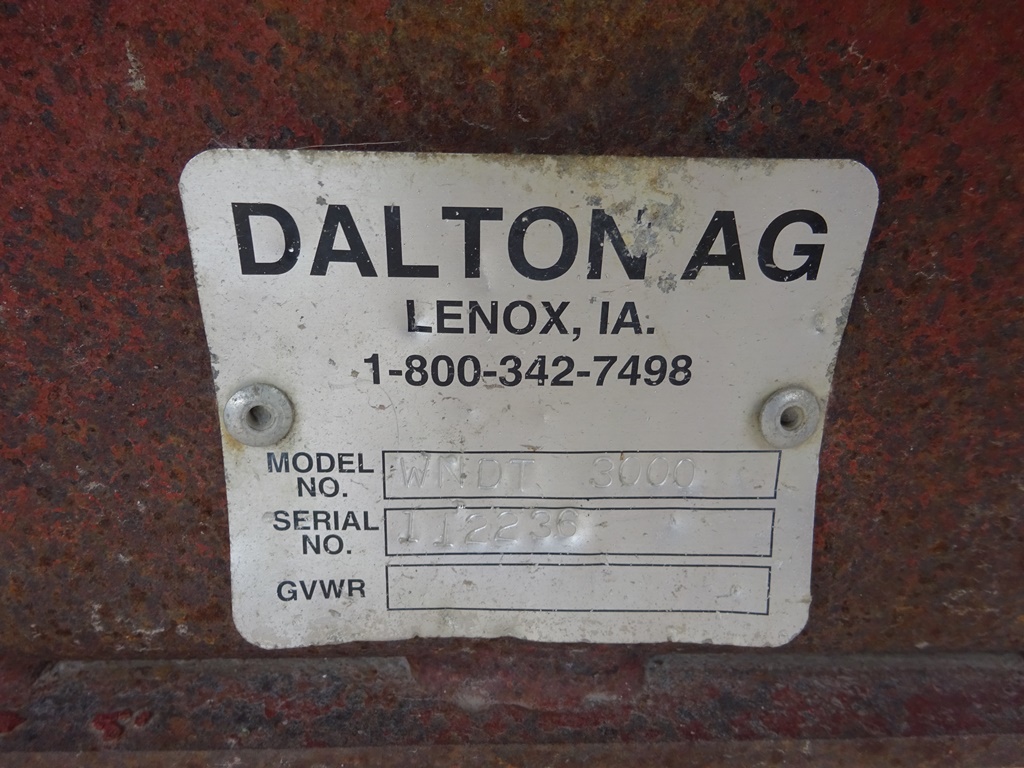 DALTON AG
LENOX, IA.
1-800-342-7498
MODEL NO. WNDT 3000
SERIAL NO. 112236
GVWR